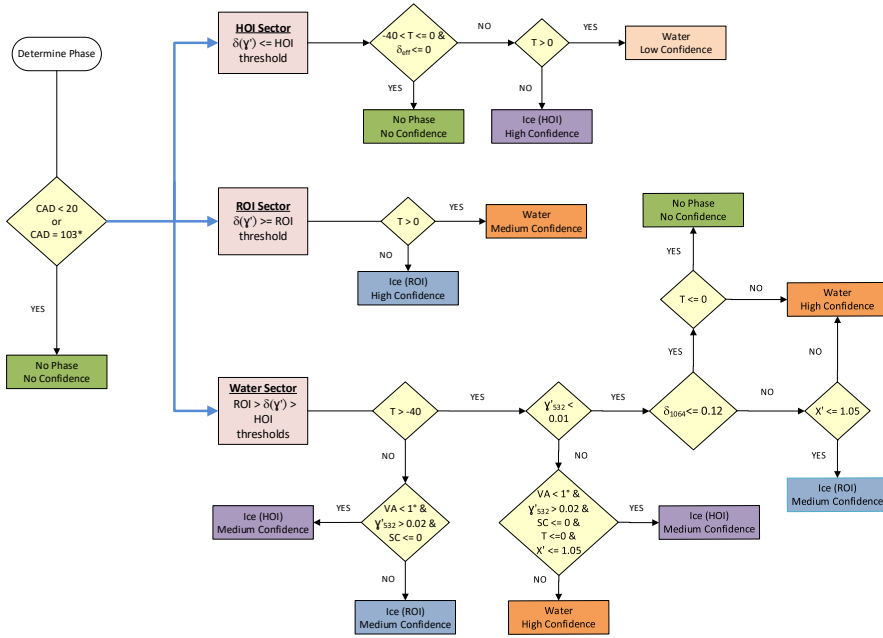 Determine Phase
CAD < 20
or
CAD = 103*
YES
No Phase
No Confidence
HOI Sector
δ(Ɣ') <= HOI
threshold
-40 < T <= 0 &
δeff <= 0
NO
YES
No Phase
No Confidence
T > 0
YES
NO
Water
Low Confidence
Ice (HOI)
High Confidence
ROI Sector
δ(Ɣ') >= ROI
threshold
T > 0
YES
NO
Water
Medium Confidence
Ice (ROI)
High Confidence
Water Sector
ROI > δ(Ɣ') >
HOI
thresholds
T > -40
YES
NO
VA < 1° &
Ɣ'532 > 0.02 &
SC <= 0
YES
NO
Ice (HOI)
Medium Confidence
Ice (ROI)
Medium Confidence
Ɣ'532 <
0.01
YES
NO
VA < 1° &
Ɣ'532 > 0.02 &
SC <= 0 &
T <=0 &
X' <= 1.05
YES
NO
Ice (HOI)
Medium Confidence
Water
High Confidence
δ1064 <= 0.12
YES
NO
T <= 0
YES
NO
No Phase
No Confidence
Water
High Confidence
X' <= 1.05
NO
YES
Ice (ROI)
Medium Confidence